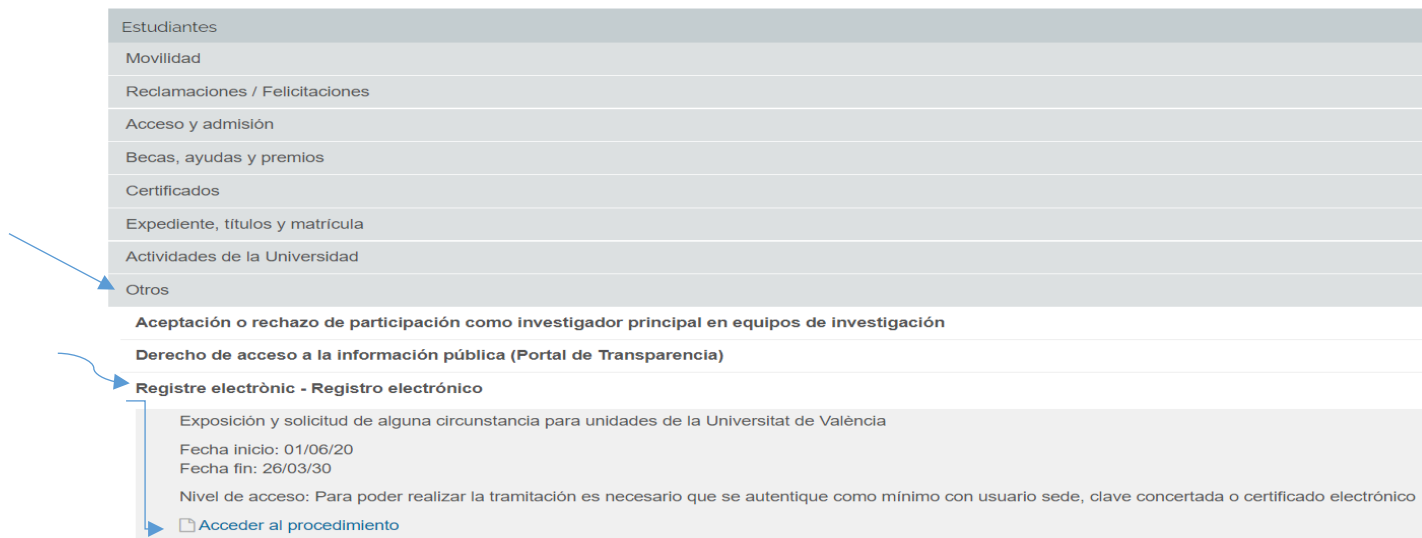 Estudiantes
Movilidad
Reclamaciones / Felicitaciones
Acceso y admisión
Becas, ayudas y premios
Certificados
Expediente, títulos y matrícula
Actividades de la Universidad
Otros
Aceptación o rechazo de participación como investigador principal en equipos de investigación
Derecho de acceso a la información pública (Portal de Transparencia)
Registre electrònic - Registro electrónico
Exposición y solicitud de alguna circunstancia para unidades de la Universitat de València
Fecha inicio: 01/06/20
Fecha fin: 26/03/30
Nivel de acceso: Para poder realizar la tramitación es necesario que se autentique como mínimo con usuario sede, clave concertada o certificado electrónico
Acceder al procedimiento